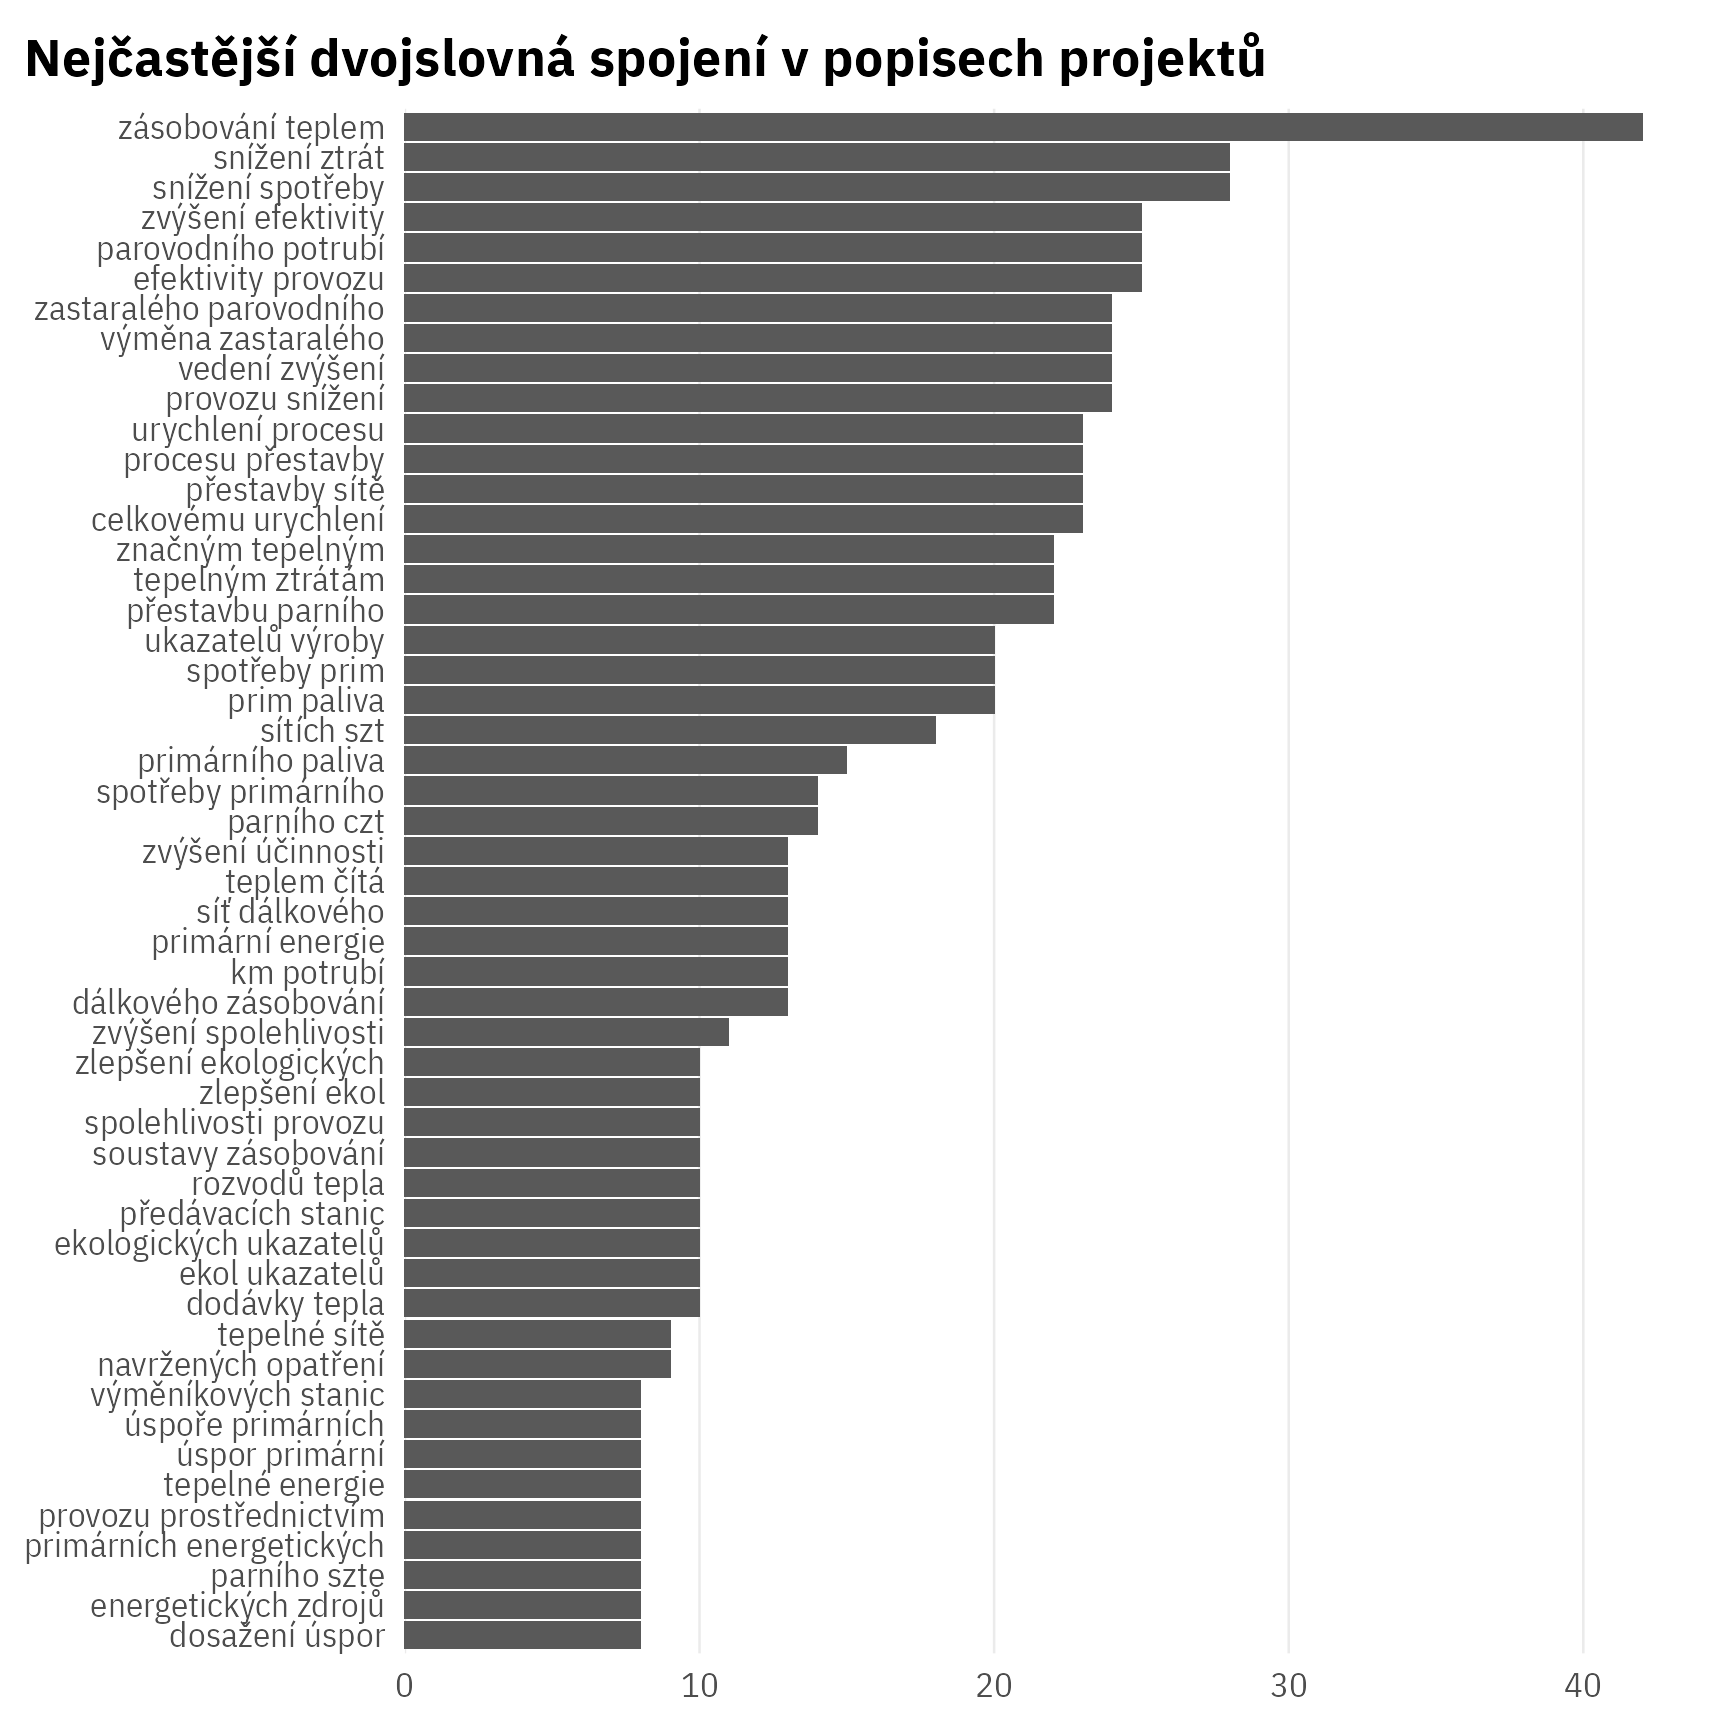 Nejčastější dvojslovná spojení v popisech projektů
zásobování teplem
snížení ztrát
snížení spotřeby
zvýšení efektivity
parovodního potrubí
efektivity provozu
zastaralého parovodního
výměna zastaralého
vedení zvýšení
provozu snížení
urychlení procesu
procesu přestavby
přestavby sítě
celkovému urychlení
značným tepelným
tepelným ztrátám
přestavbu parního
ukazatelů výroby
spotřeby prim
prim paliva
sítích szt
primárního paliva
spotřeby primárního
parního czt
zvýšení účinnosti
teplem čítá
síť dálkového
primární energie
km potrubí
dálkového zásobování
zvýšení spolehlivosti
zlepšení ekologických
zlepšení ekol
spolehlivosti provozu
soustavy zásobování
rozvodů tepla
předávacích stanic
ekologických ukazatelů
ekol ukazatelů
dodávky tepla
tepelné sítě
navržených opatření
výměníkových stanic
úspoře primárních
úspor primární
tepelné energie
provozu prostřednictvím
primárních energetických
parního szte
energetických zdrojů
dosažení úspor
0 10 20 30 40